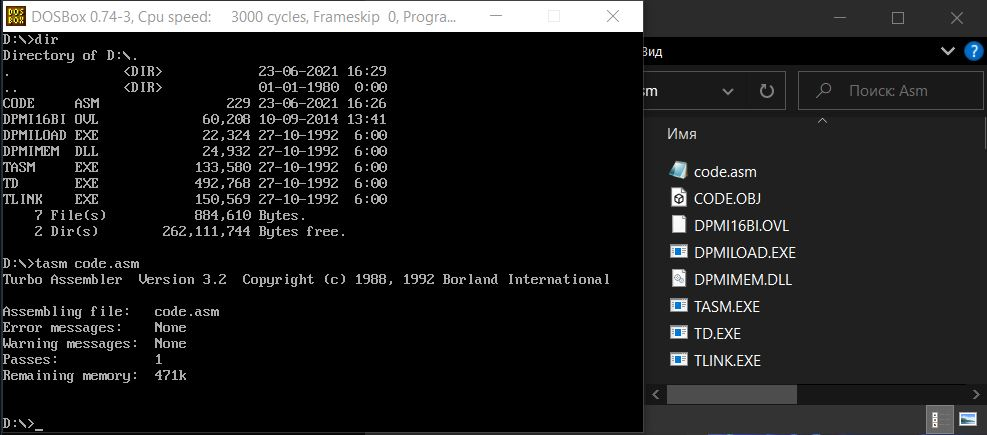 DOSBox 0.74-3, Cpu speed:     3000 cycles, Frameskip  0, Progra...
D:\>dir
Directory of D:\.
.              <DIR>            23-06-2021 16:29
..             <DIR>            01-01-1980  0:00
CODE     ASM                229 23-06-2021 16:26
DPMI16BI OVL             60,208 10-09-2014 13:41
DPMILOAD EXE             22,324 27-10-1992  6:00
DPMIMEM  DLL             24,932 27-10-1992  6:00
TASM     EXE            133,580 27-10-1992  6:00
TD       EXE            492,768 27-10-1992  6:00
TLINK    EXE            150,569 27-10-1992  6:00
    7 File(s)           884,610 Bytes.
    2 Dir(s)        262,111,744 Bytes free.
D:\>tasm code.asm
Turbo Assembler  Version 3.2  Copyright (c) 1988, 1992 Borland International
Assembling file:   code.asm
Error messages:    None
Warning messages:  None
Passes:            1
Remaining memory:  471k
D:\>_
Вид
sm
Поиск: Asm
Имя
code.asm
CODE.OBJ
DPMI16BI.OVL
DPMILOAD.EXE
DPMIMEM.DLL
TASM.EXE
TD.EXE
TLINK.EXE